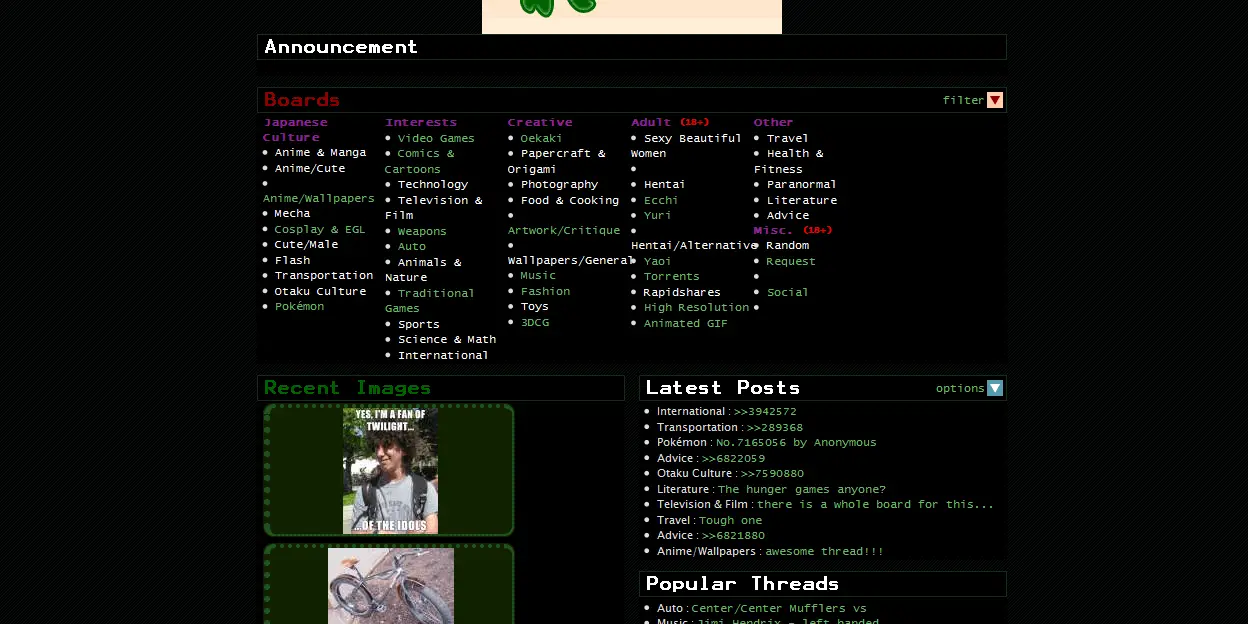 Announcement
Boards
filter
Japanese
Culture
Anime & Manga
Anime/Cute
Anime/Wallpapers
Mecha
Cosplay & EGL
Cute/Male
Flash
Transportation
Otaku Culture
Pokémon
Interests
Video Games
Comics &
Cartoons
Technology
Television &
Film
Weapons
Auto
Animals &
Nature
Traditional
Games
Sports
Science & Math
International
Creative
Oekaki
Papercraft &
Origami
Photography
Food & Cooking
Artwork/Critique
Wallpapers/General
Music
Fashion
Toys
3DCG
Adult (18+)
Sexy Beautiful
Women
Hentai
Ecchi
Yuri
Hentai/Alternative
Yaoi
Torrents
Rapidshares
High Resolution
Animated GIF
Other
Travel
Health &
Fitness
Paranormal
Literature
Advice
Misc. (18+)
Random
Request
Social
Recent Images
YES, I'M A FAN OF
TWILIGHT...
...OF THE IDOLS
Latest Posts
options
International : >>3942572
Transportation : >>289368
Pokémon : No.7165056 by Anonymous
Advice : >>6822059
Otaku Culture : >>7590880
Literature : The hunger games anyone?
Television & Film : there is a whole board for this...
Travel : Tough one
Advice : >>6821880
Anime/Wallpapers : awesome thread!!!
Popular Threads
Auto : Center/Center Mufflers vs
Music : Jimi Hendrix - left handed